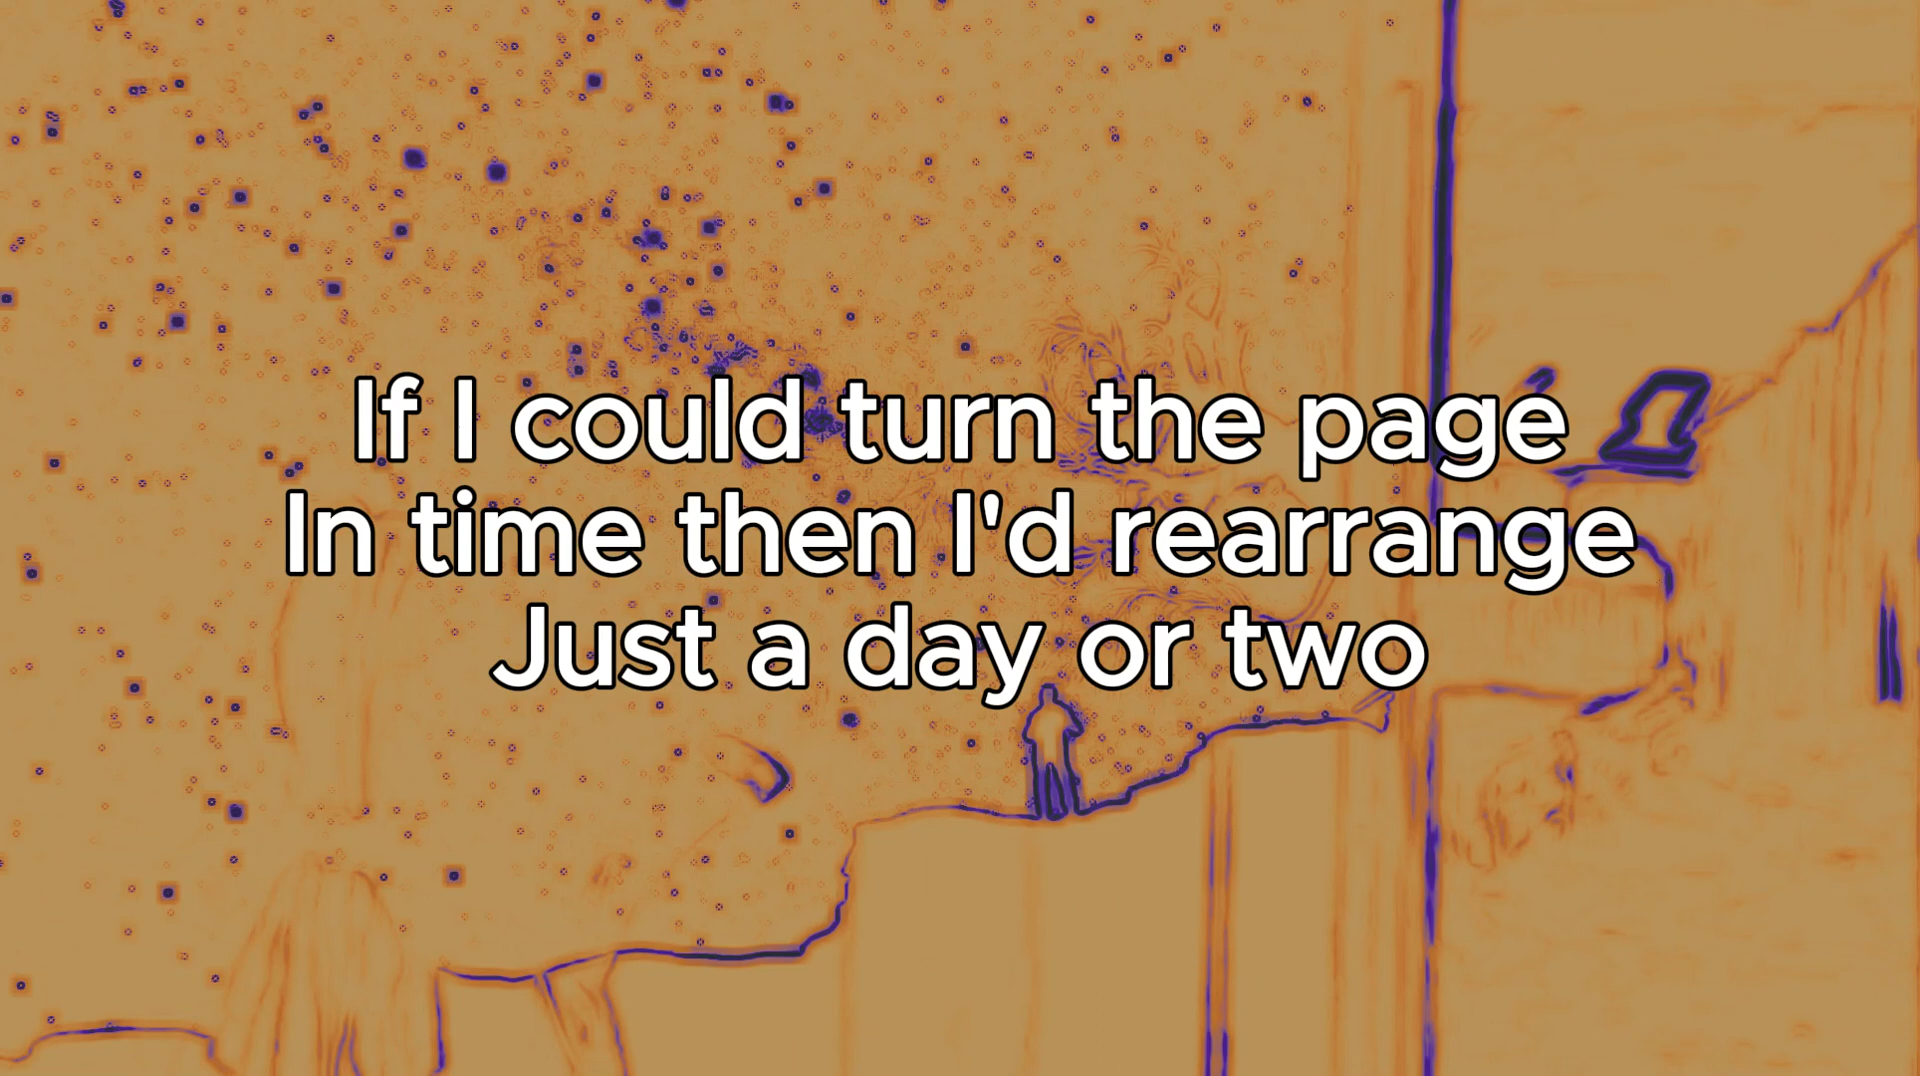 If I could turn the page
In time then I'd rearrange
Just a day or two